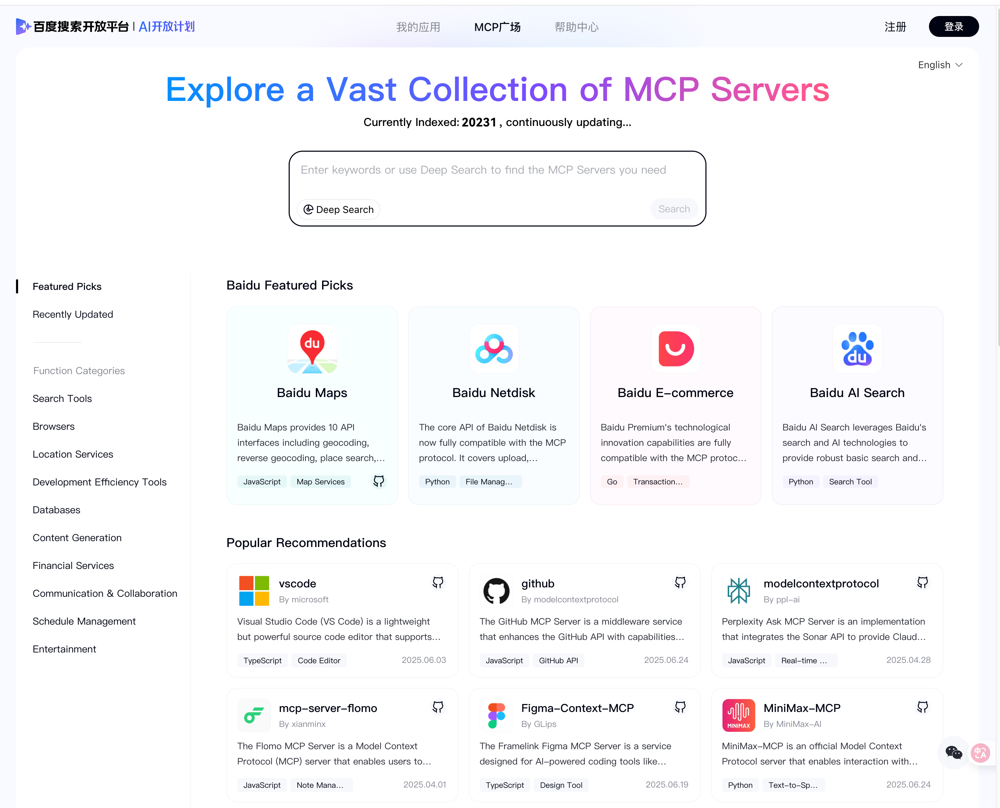 百度搜索开放平台 | AI开放计划
我的应用
MCP广场
帮助中心
注册
登录
English
Explore a Vast Collection of MCP Servers
Currently Indexed: 20231 , continuously updating...
Enter keywords or use Deep Search to find the MCP Servers you need
Deep Search
Search
Featured Picks
Recently Updated
Function Categories
Search Tools
Browsers
Location Services
Development Efficiency Tools
Databases
Content Generation
Financial Services
Communication & Collaboration
Schedule Management
Entertainment
Baidu Featured Picks
du
Baidu Maps
Baidu Maps provides 10 API
interfaces including geocoding,
reverse geocoding, place search,...
JavaScript
Map Services
Baidu Netdisk
The core API of Baidu Netdisk is
now fully compatible with the MCP
protocol. It covers upload,...
Python
File Manag...
Baidu E-commerce
Baidu Premium's technological
innovation capabilities are fully
compatible with the MCP protoc...
Go
Transaction...
du
Baidu AI Search
Baidu AI Search leverages Baidu's
search and AI technologies to
provide robust basic search and...
Python
Search Tool
Popular Recommendations
vscode
By microsoft
Visual Studio Code (VS Code) is a lightweight
but powerful source code editor that supports...
TypeScript
Code Editor
2025.06.03
github
By modelcontextprotocol
The GitHub MCP Server is a middleware service
that enhances the GitHub API with capabilities...
JavaScript
GitHub API
2025.06.24
modelcontextprotocol
By ppl-ai
Perplexity Ask MCP Server is an implementation
that integrates the Sonar API to provide Claud...
JavaScript
Real-time ...
2025.04.28
mcp-server-flomo
By xianminx
The Flomo MCP Server is a Model Context
Protocol (MCP) server that enables users to...
JavaScript
Note Mana...
2025.04.01
Figma-Context-MCP
By GLips
The Framelink Figma MCP Server is a service
designed for AI-powered coding tools like...
TypeScript
Design Tool
2025.06.19
MINIMAX
MiniMax-MCP
By MiniMax-AI
MiniMax-MCP is an official Model Context
Protocol server that enables interaction with...
Python
Text-to-Sp...
2025.06.24
中A